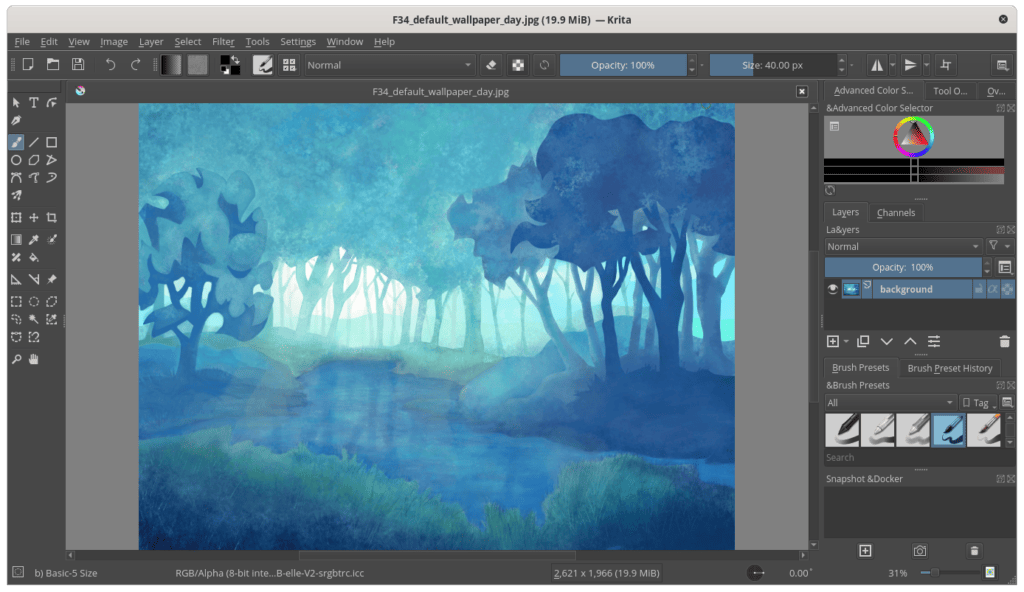 F34_default_wallpaper_day.jpg (19.9 MiB) — Krita
File Edit View Image Layer Select Filter Tools Settings Window Help
Normal Opacity: 100% Size: 40.00 px
F34_default_wallpaper_day.jpg
Advanced Color S... Tool O... Ov...
&Advanced Color Selector
Layers Channels
La&yers
Normal
Opacity: 100%
background
Brush Presets Brush Preset History
&Brush Presets
All Tag
Search
Snapshot &Docker
b) Basic-5 Size RGB/Alpha (8-bit inte...B-elle-V2-srgbtrc.icc 2,621 x 1,966 (19.9 MiB) 0.00° 31%